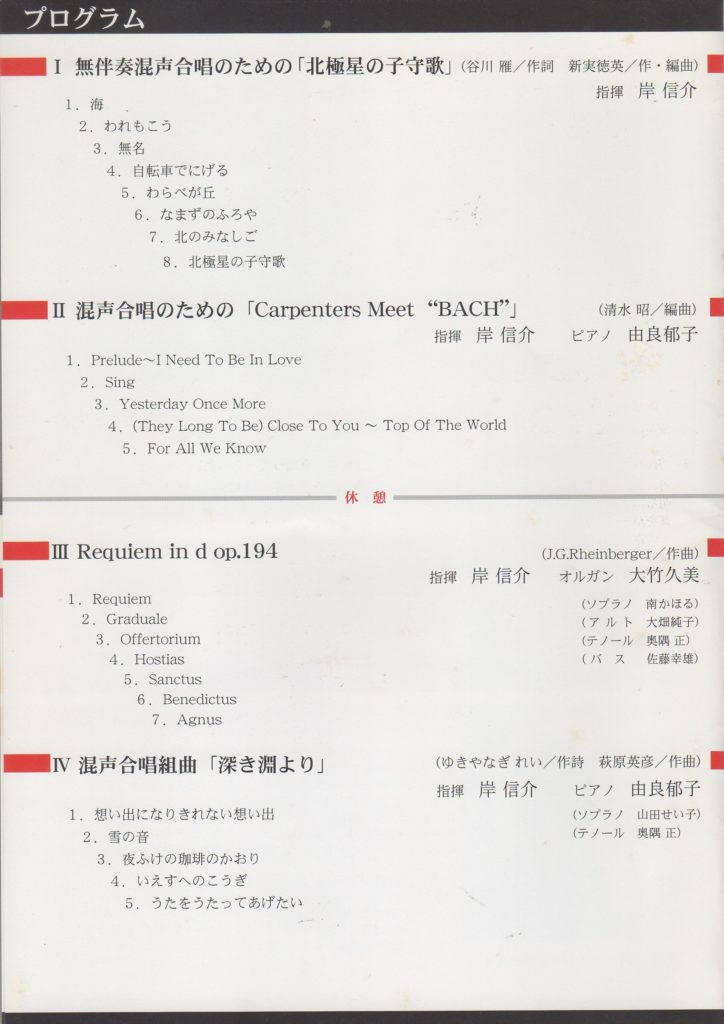 プログラム
Ⅰ 無伴奏混声合唱のための「北極星の子守歌」（谷川 雁／作詞　新実徳英／作・編曲）
指揮　岸 信介
1．海
2．われもこう
3．無名
4．自転車でにげる
5．わらべが丘
6．なまずのふろや
7．北のみなしご
8．北極星の子守歌
Ⅱ 混声合唱のための「Carpenters Meet “BACH”」（清水 昭／編曲）
指揮　岸 信介　　ピアノ　由良郁子
1．Prelude～I Need To Be In Love
2．Sing
3．Yesterday Once More
4．(They Long To Be) Close To You ～ Top Of The World
5．For All We Know
休　憩
Ⅲ Requiem in d op.194（J.G.Rheinberger／作曲）
指揮　岸 信介　　オルガン　大竹久美
（ソプラノ　南かほる）
（ア ル ト　大畑純子）
（テノール　奥隅 正）
（ バ　ス　佐藤幸雄）
1．Requiem
2．Graduale
3．Offertorium
4．Hostias
5．Sanctus
6．Benedictus
7．Agnus
Ⅳ 混声合唱組曲「深き淵より」（ゆきやなぎ れい／作詩　萩原英彦／作曲）
指揮　岸 信介　　ピアノ　由良郁子
（ソプラノ　山田せい子）
（テノール　奥隅 正）
1．想い出になりきれない想い出
2．雪の音
3．夜ふけの珈琲のかおり
4．いえすへのこうぎ
5．うたをうたってあげたい